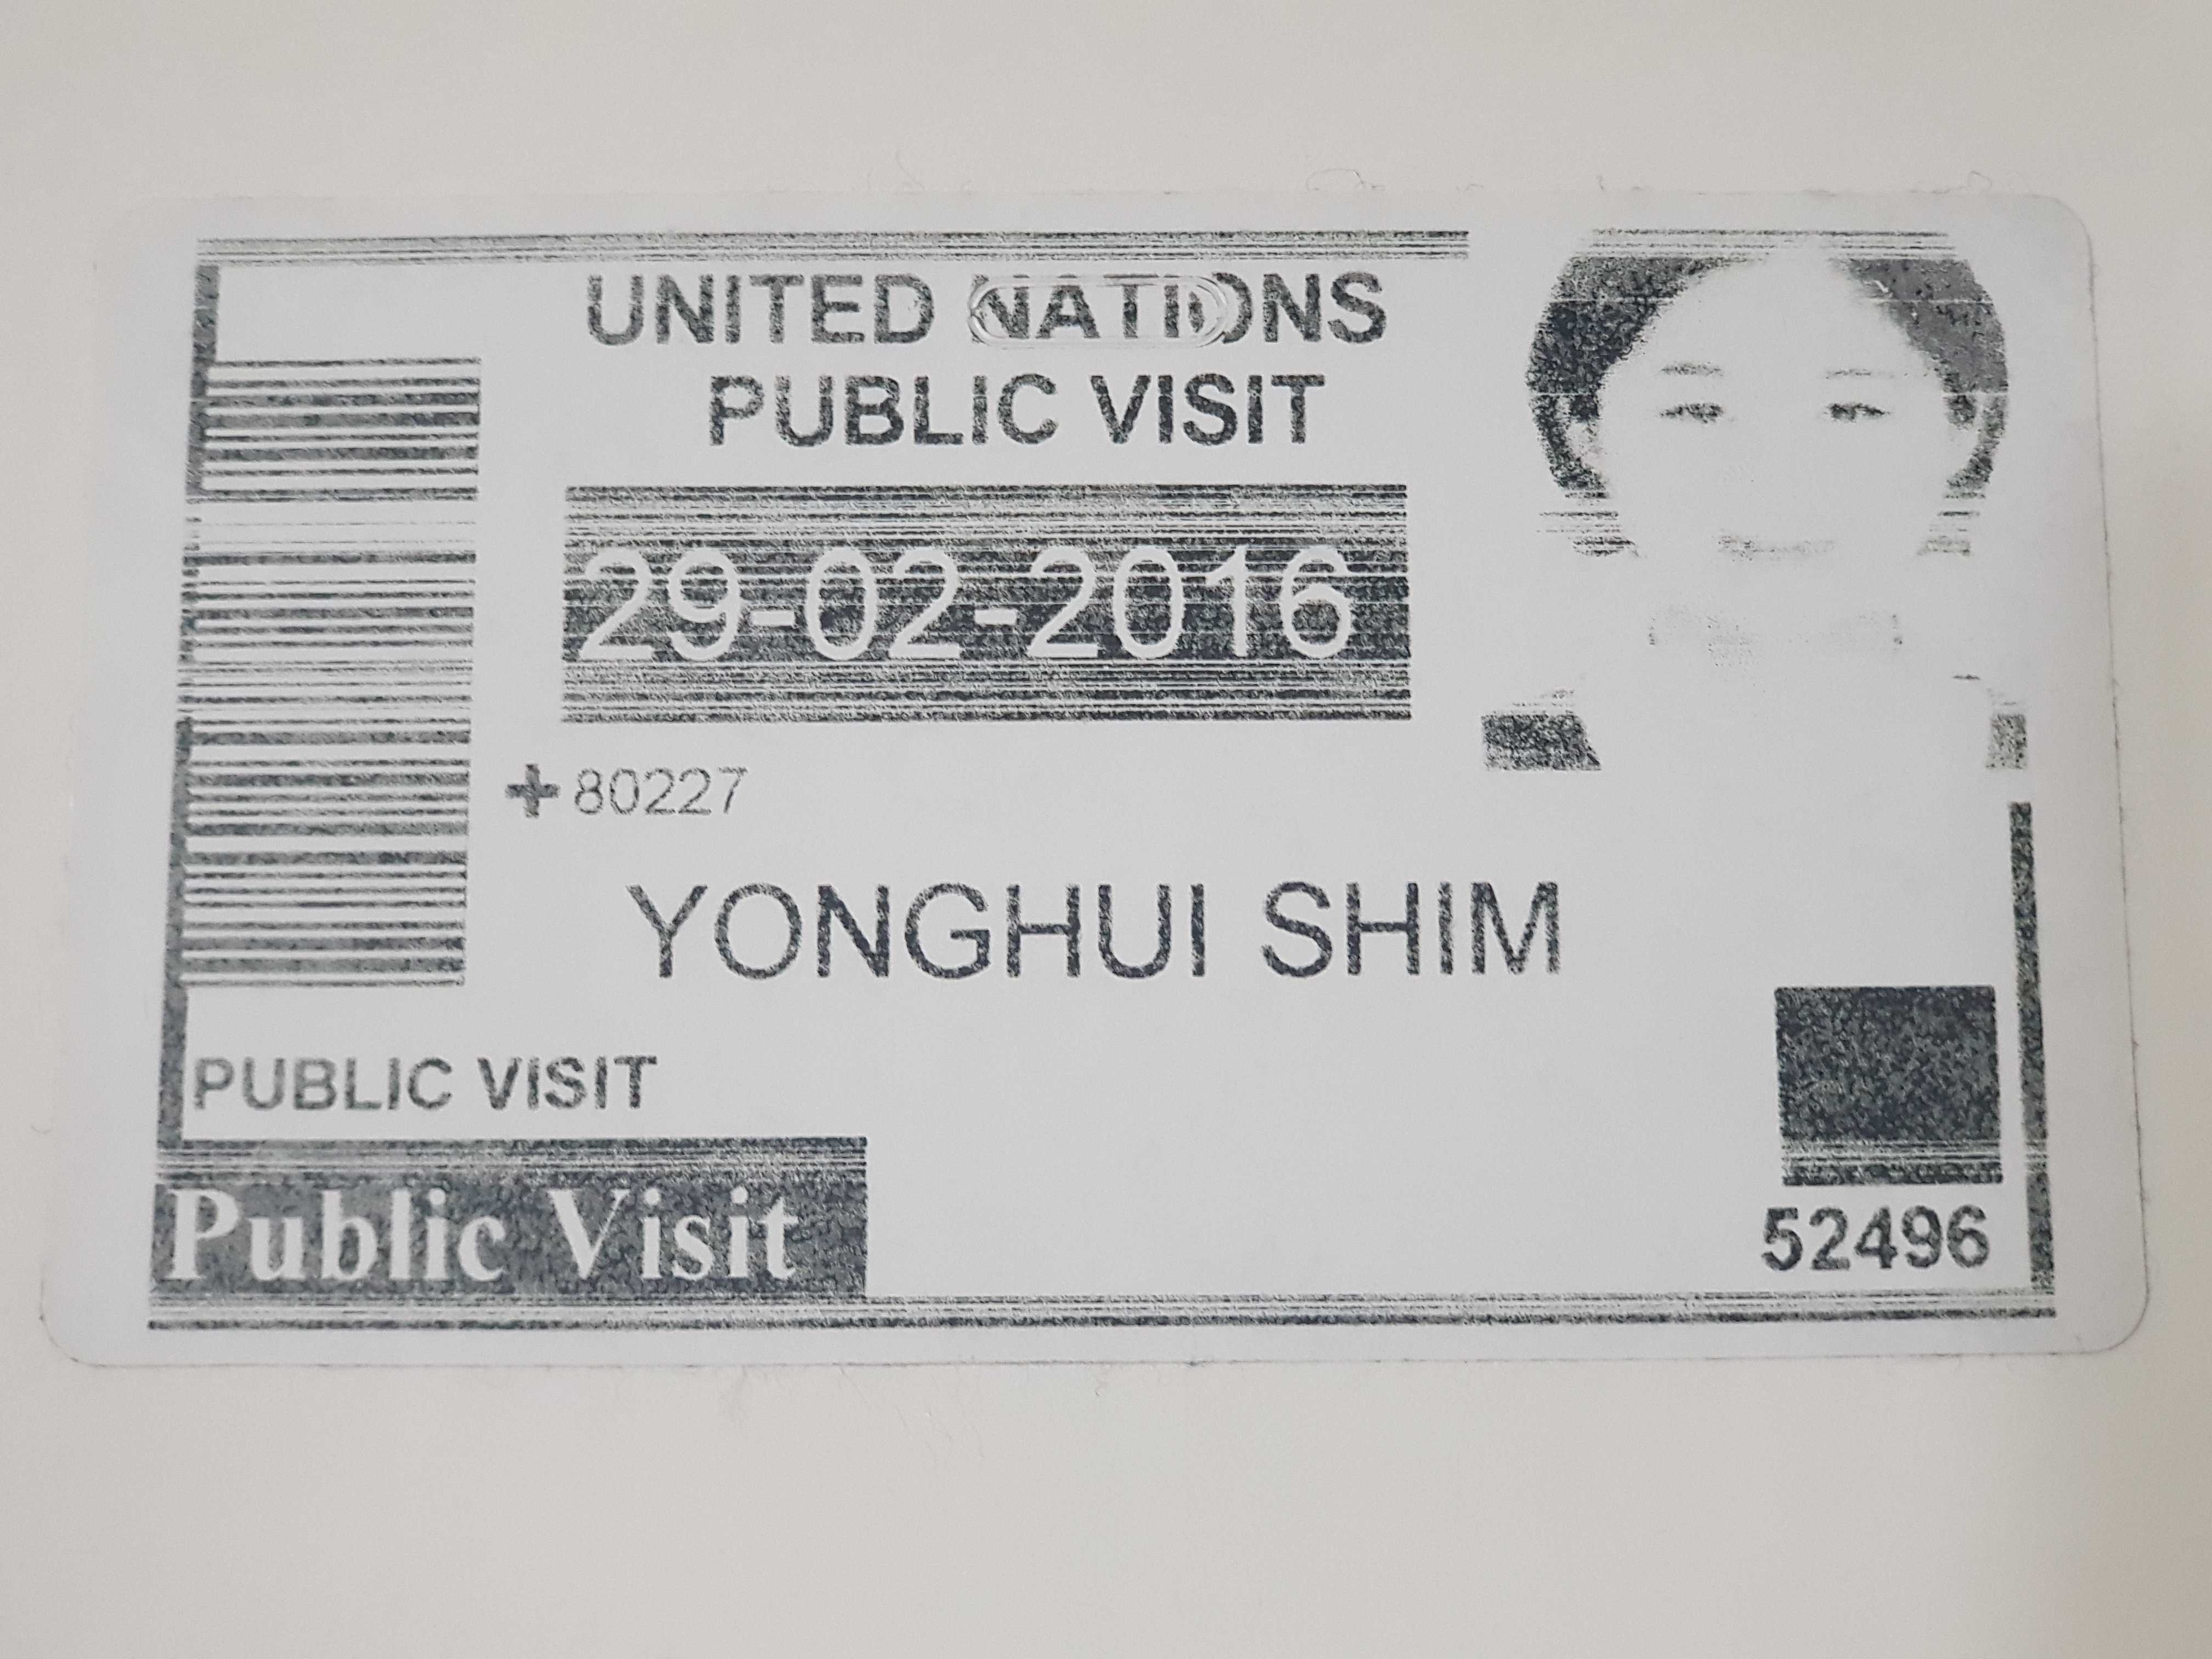 UNITED NATIONS
PUBLIC VISIT
29-02-2016
+80227
YONGHUI SHIM
PUBLIC VISIT
Public Visit
52496